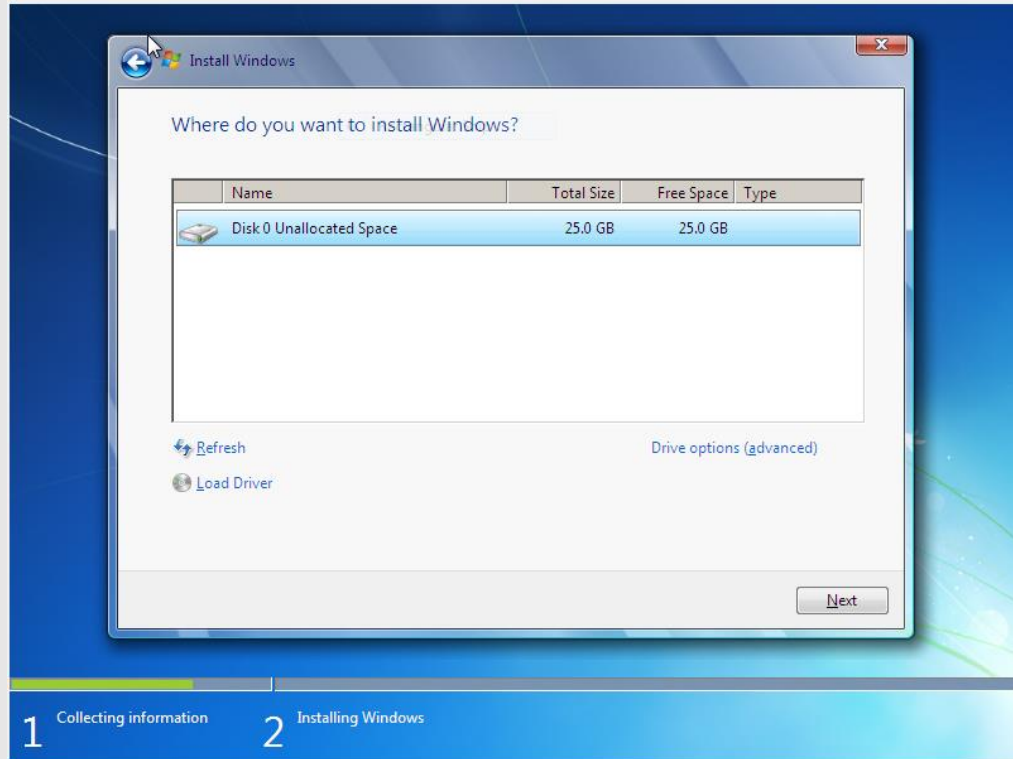 Install Windows
Where do you want to install Windows?
Name Total Size Free Space Type
Disk 0 Unallocated Space 25.0 GB 25.0 GB
Refresh Drive options (advanced)
Load Driver
Next
1 Collecting information 2 Installing Windows